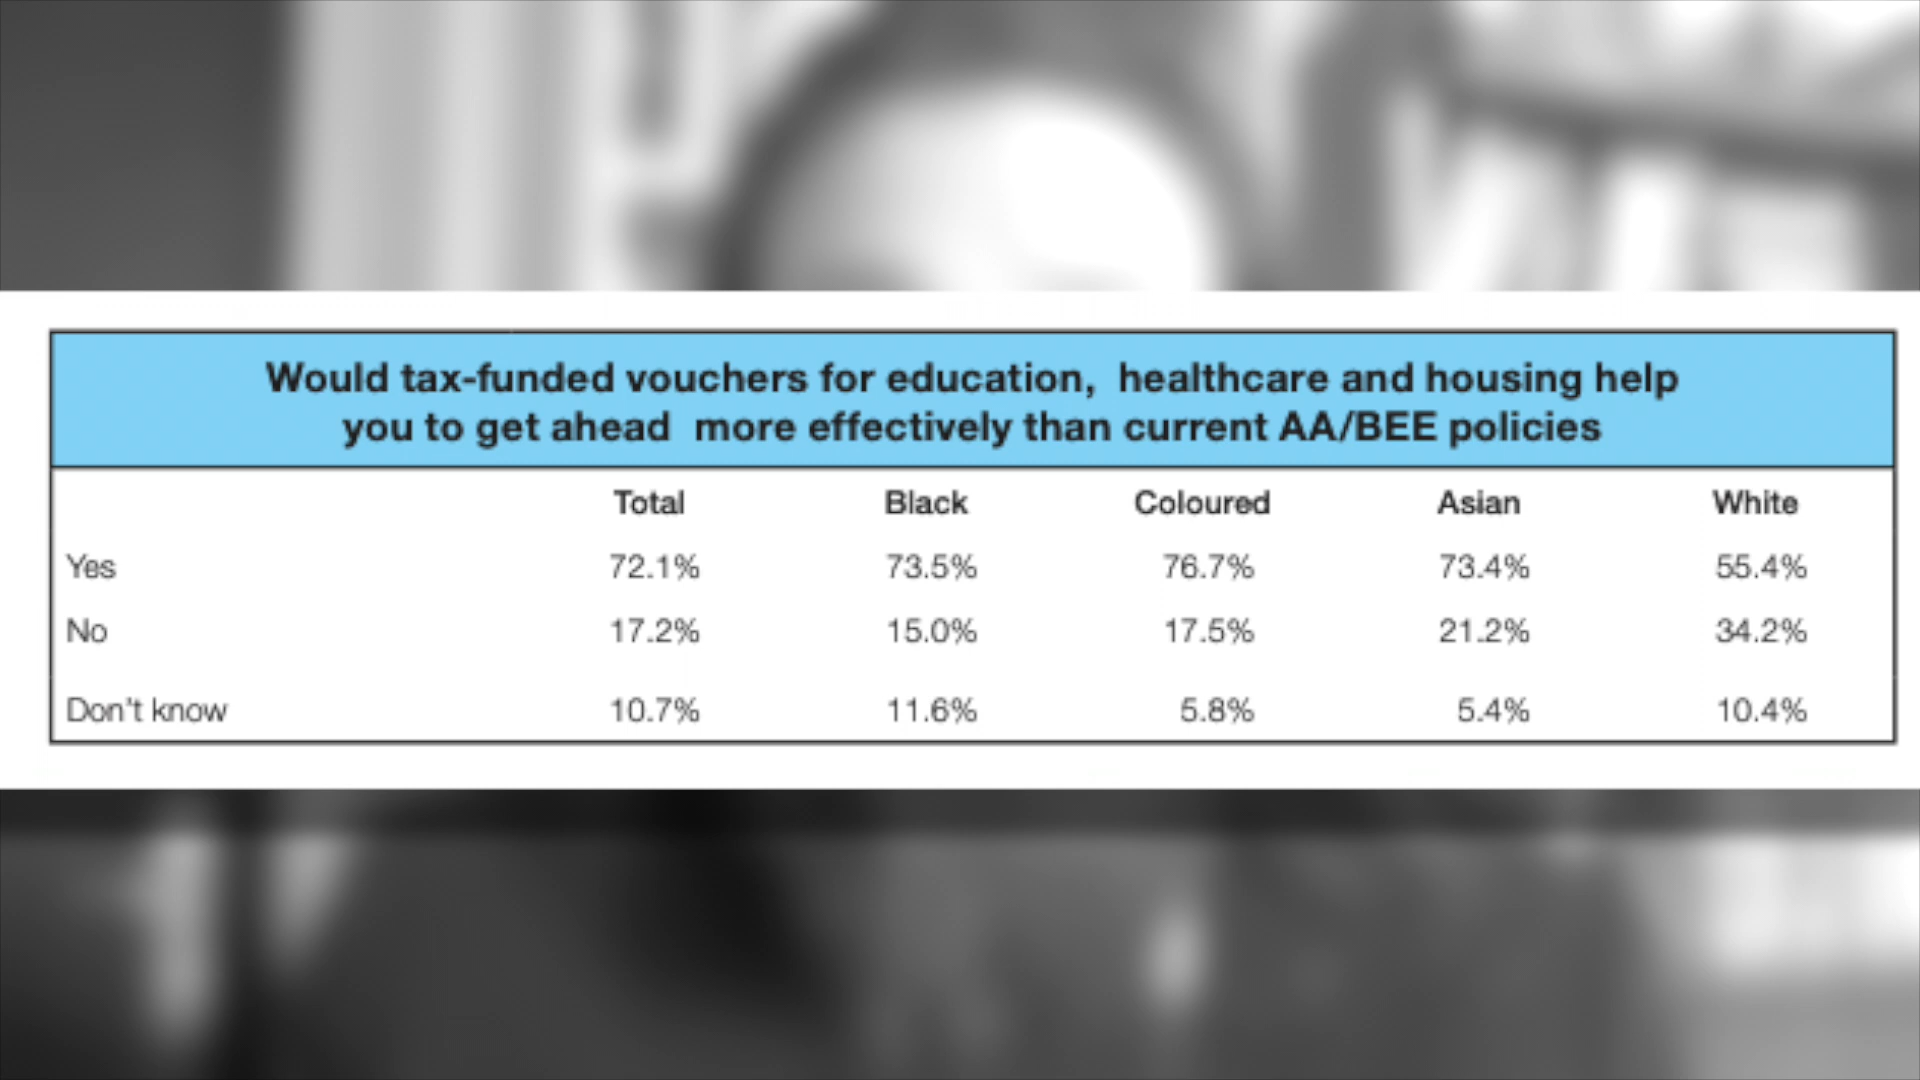 Would tax-funded vouchers for education, healthcare and housing help
you to get ahead more effectively than current AA/BEE policies
Total Black Coloured Asian White
Yes 72.1% 73.5% 76.7% 73.4% 55.4%
No 17.2% 15.0% 17.5% 21.2% 34.2%
Don't know 10.7% 11.6% 5.8% 5.4% 10.4%